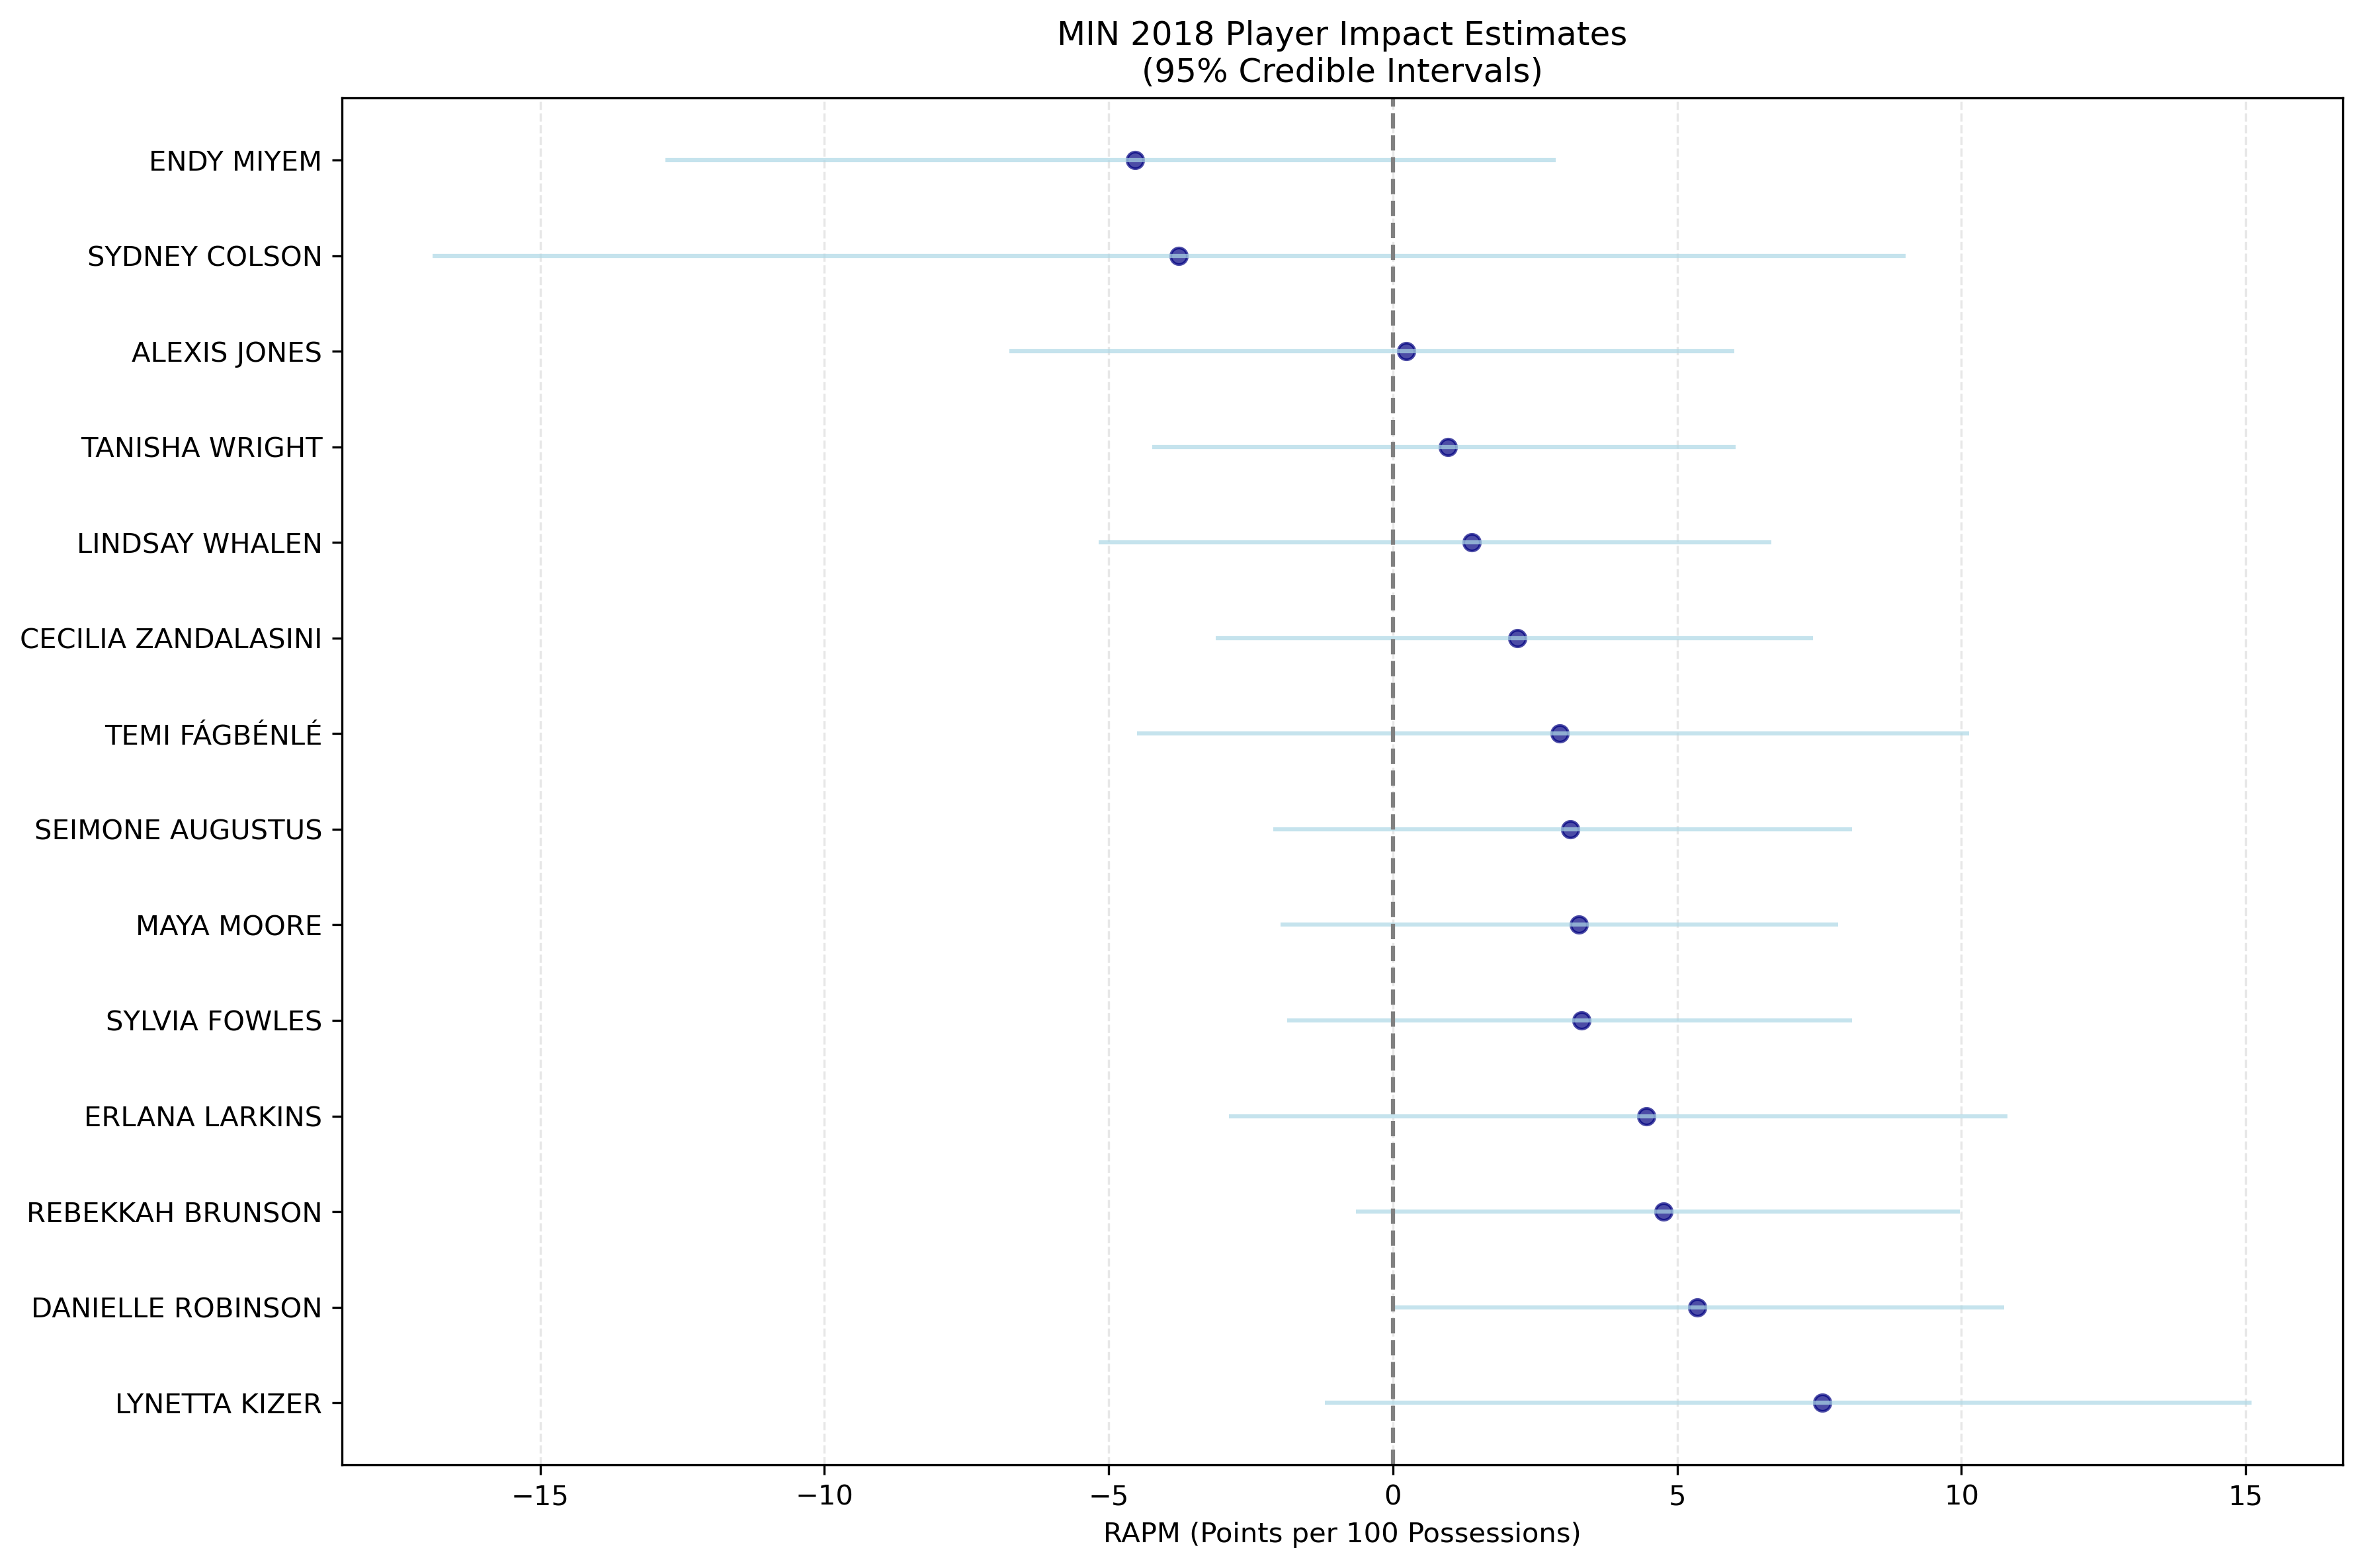 MIN 2018 Player Impact Estimates
(95% Credible Intervals)
ENDY MIYEM
SYDNEY COLSON
ALEXIS JONES
TANISHA WRIGHT
LINDSAY WHALEN
CECILIA ZANDALASINI
TEMI FÁGBÉNLÉ
SEIMONE AUGUSTUS
MAYA MOORE
SYLVIA FOWLES
ERLANA LARKINS
REBEKKAH BRUNSON
DANIELLE ROBINSON
LYNETTA KIZER
−15 −10 −5 0 5 10 15
RAPM (Points per 100 Possessions)